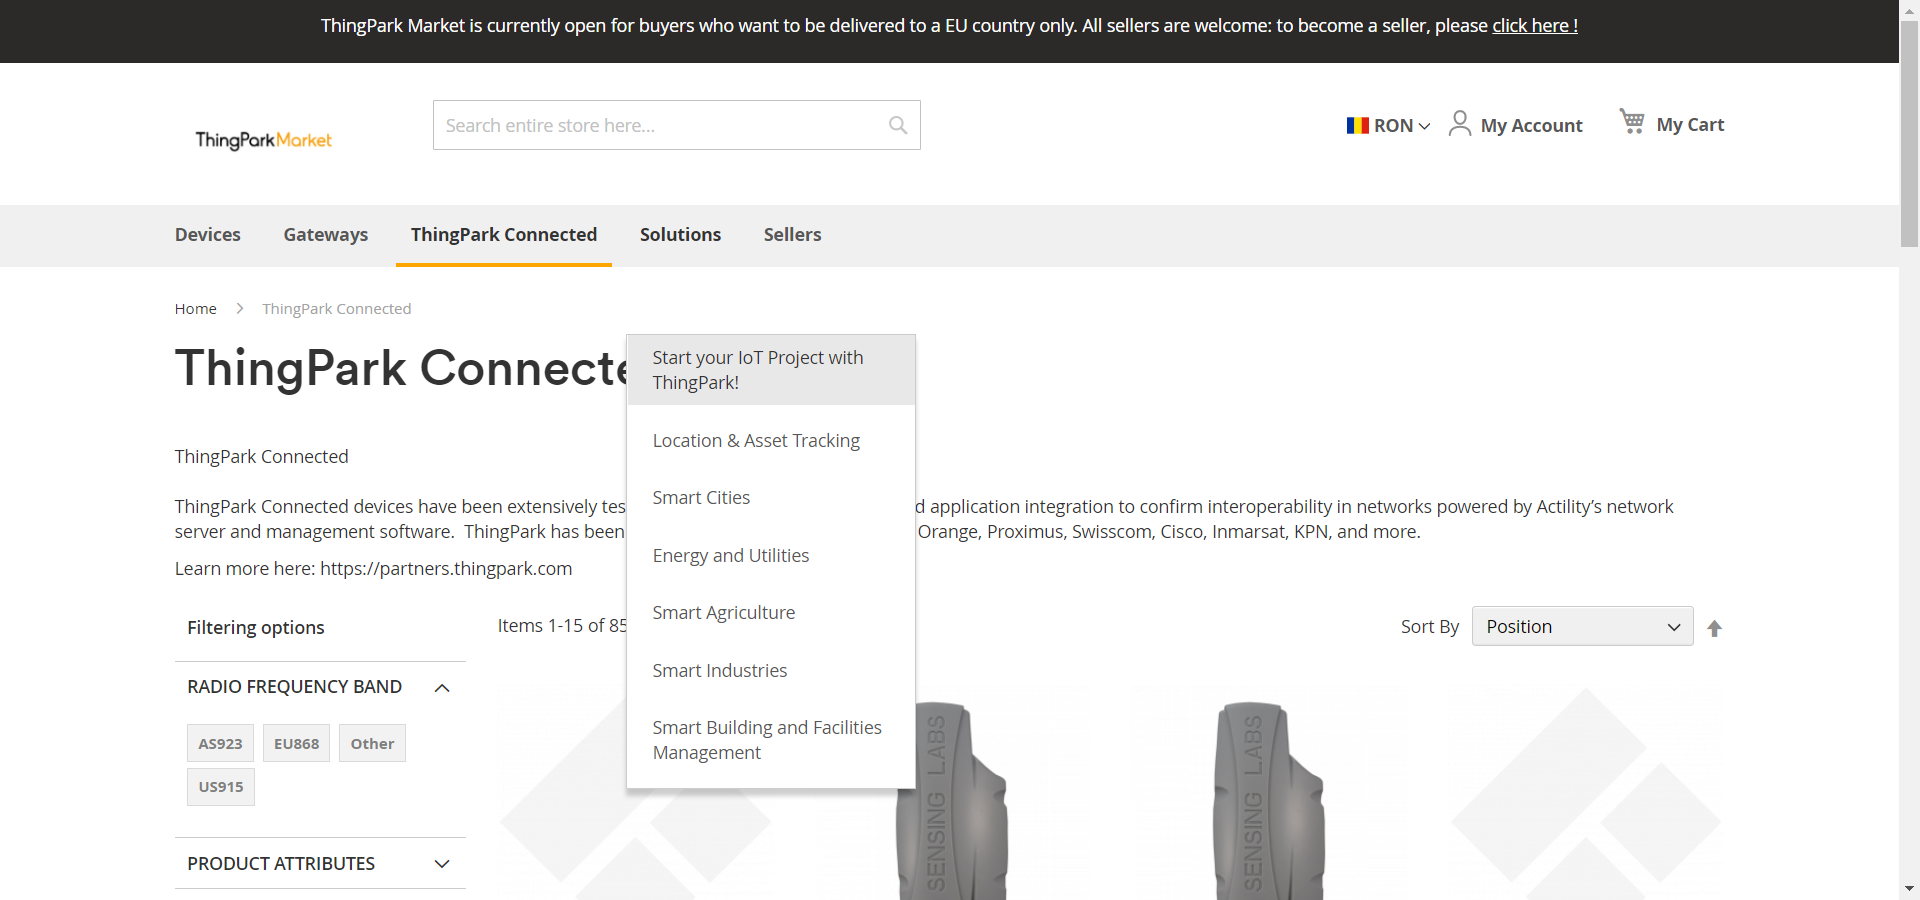 ThingPark Market is currently open for buyers who want to be delivered to a EU country only. All sellers are welcome: to become a seller, please click here !
ThingParkMarket
Search entire store here...
RON
My Account
My Cart
Devices
Gateways
ThingPark Connected
Solutions
Sellers
Home
ThingPark Connected
ThingPark Connecte
Start your IoT Project with
ThingPark!
Location & Asset Tracking
Smart Cities
Energy and Utilities
Smart Agriculture
Smart Industries
Smart Building and Facilities
Management
ThingPark Connected
ThingPark Connected devices have been extensively tes d application integration to confirm interoperability in networks powered by Actility’s network
server and management software. ThingPark has been Orange, Proximus, Swisscom, Cisco, Inmarsat, KPN, and more.
Learn more here: https://partners.thingpark.com
Filtering options
Items 1-15 of 85
Sort By
Position
RADIO FREQUENCY BAND
AS923
EU868
Other
US915
PRODUCT ATTRIBUTES
SENSING LABS
SENSING LABS